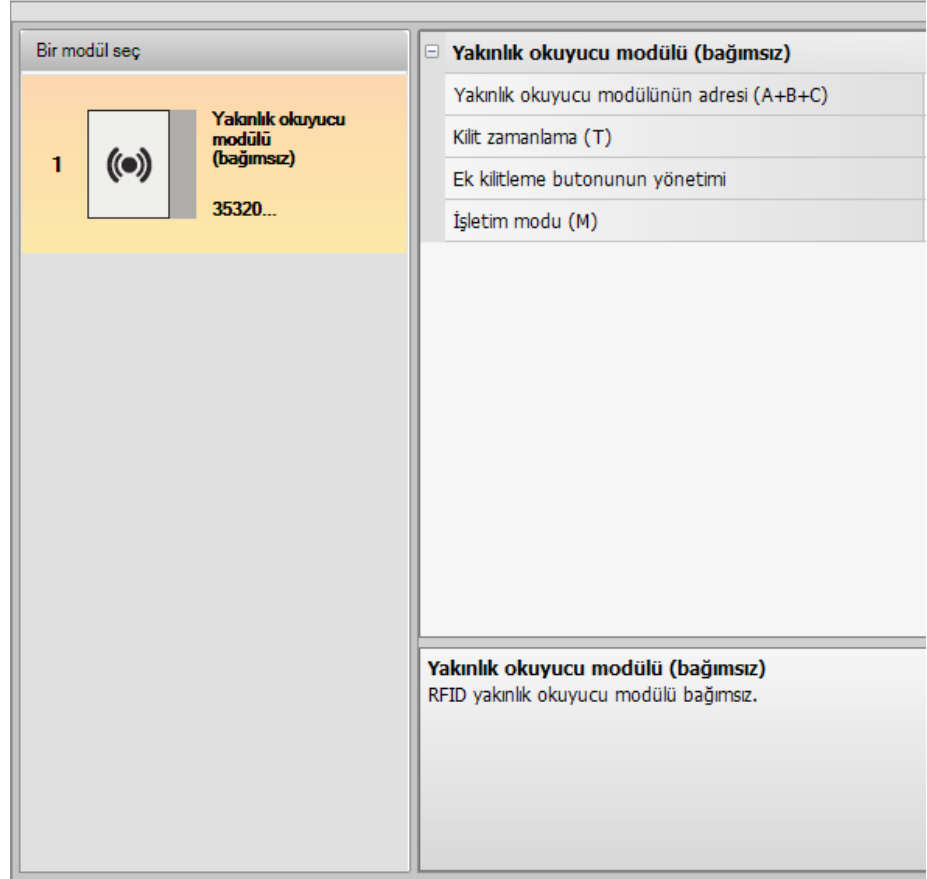 Bir modül seç
1
Yakınlık okuyucu
modülü
(bağımsız)
35320...
Yakınlık okuyucu modülü (bağımsız)
Yakınlık okuyucu modülünün adresi (A+B+C)
Kilit zamanlama (T)
Ek kilitleme butonunun yönetimi
İşletim modu (M)
Yakınlık okuyucu modülü (bağımsız)
RFID yakınlık okuyucu modülü bağımsız.